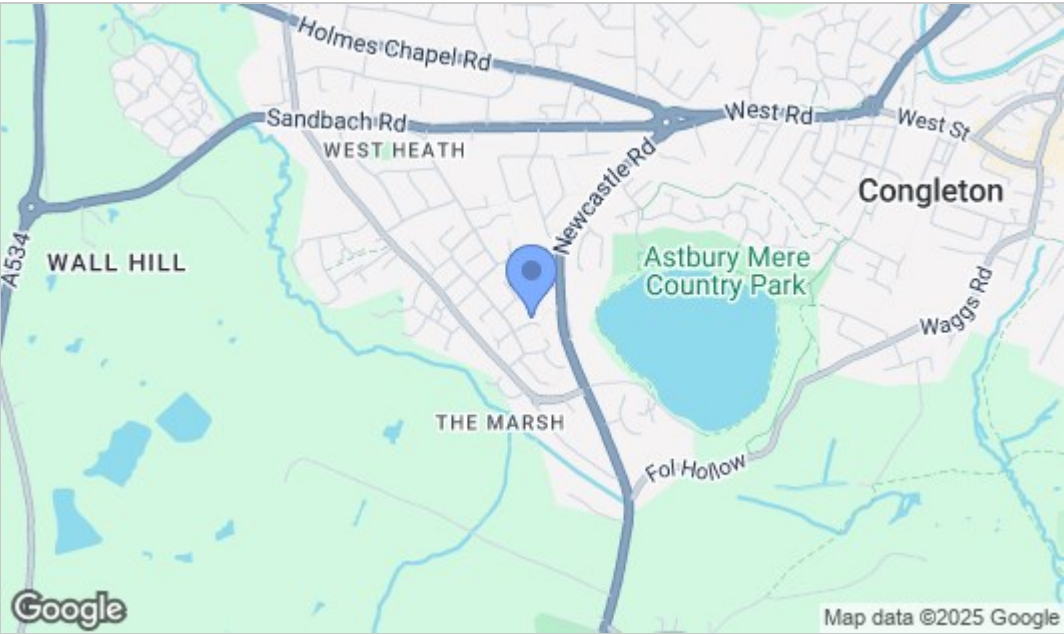 Holmes Chapel Rd
Sandbach Rd
West Rd
West St
WEST HEATH
Newcastle Rd
Congleton
A534
WALL HILL
Astbury Mere
Country Park
Waggs Rd
THE MARSH
Fol Hollow
Google
Map data ©2025 Google